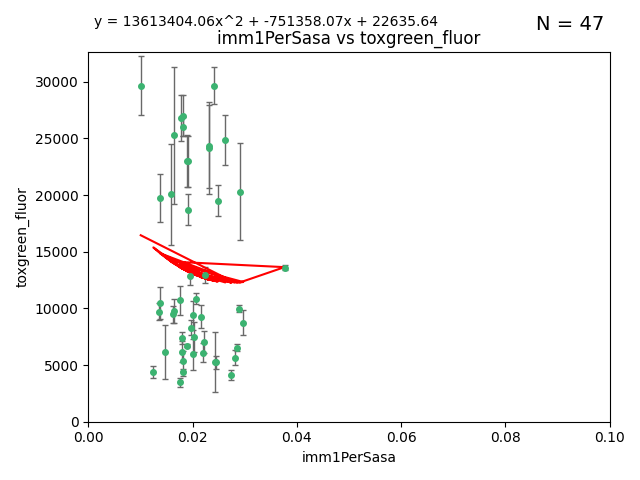 y = 13613404.06x^2 + -751358.07x + 22635.64
N = 47
imm1PerSasa vs toxgreen_fluor
30000
25000
20000
15000
10000
5000
0
toxgreen_fluor
0.00 0.02 0.04 0.06 0.08 0.10
imm1PerSasa